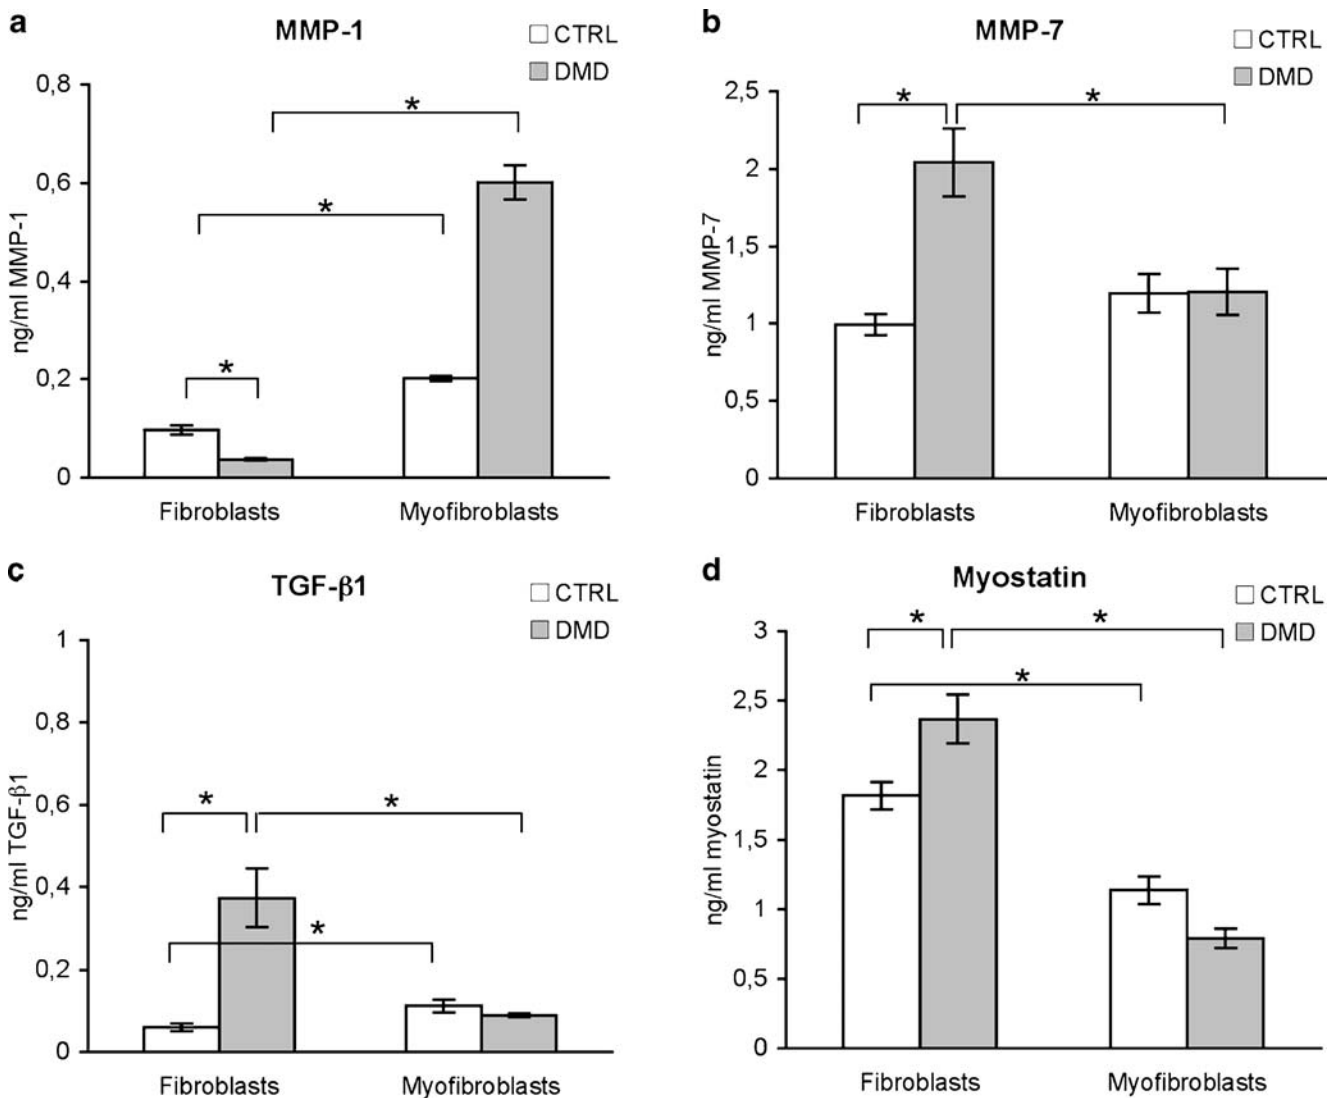 a
MMP-1
CTRL
DMD
ng/ml MMP-1
0,8
0,6
0,4
0,2
0
*
*
*
Fibroblasts
Myofibroblasts
b
MMP-7
CTRL
DMD
ng/ml MMP-7
2,5
2
1,5
1
0,5
0
*
*
Fibroblasts
Myofibroblasts
c
TGF-β1
CTRL
DMD
ng/ml TGF-β1
1
0,8
0,6
0,4
0,2
0
*
*
*
Fibroblasts
Myofibroblasts
d
Myostatin
CTRL
DMD
ng/ml myostatin
3
2,5
2
1,5
1
0,5
0
*
*
*
Fibroblasts
Myofibroblasts